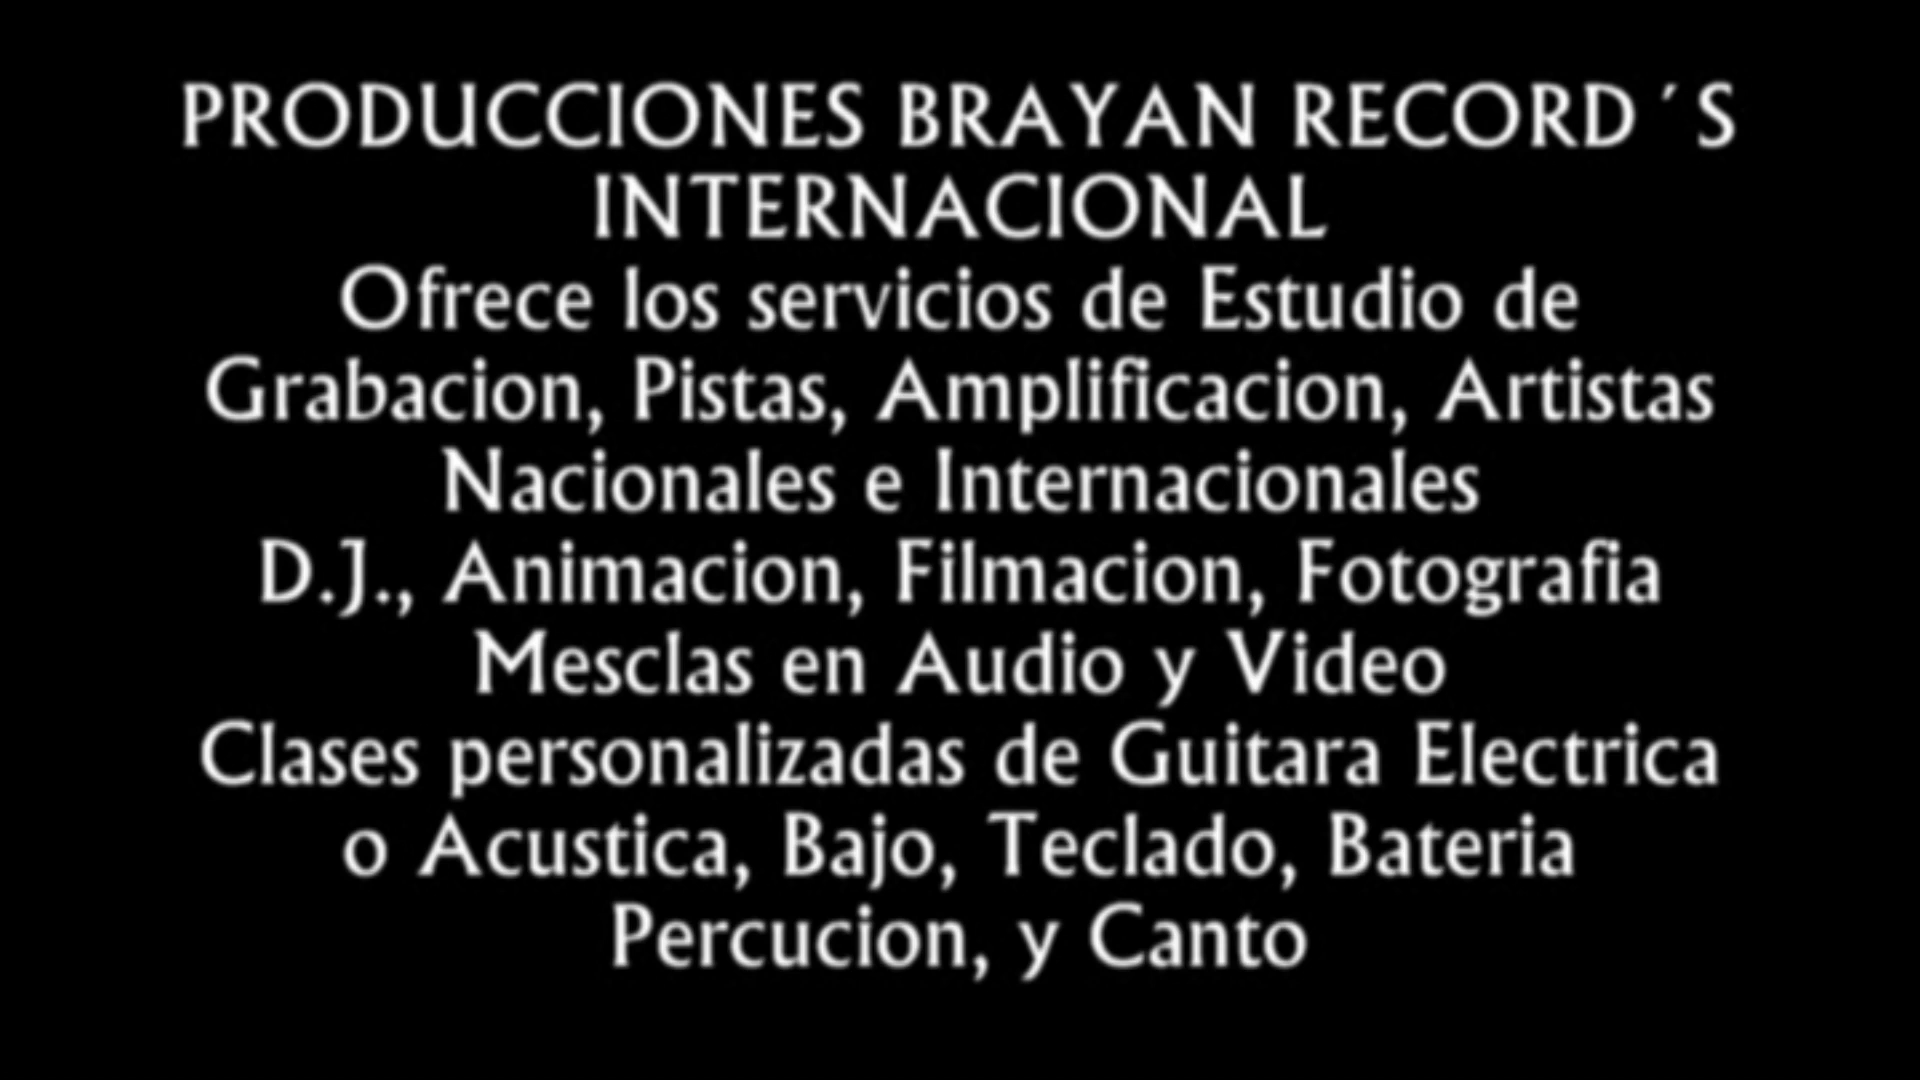 PRODUCCIONES BRAYAN RECORD´S
INTERNACIONAL
Ofrece los servicios de Estudio de
Grabacion, Pistas, Amplificacion, Artistas
Nacionales e Internacionales
D.J., Animacion, Filmacion, Fotografia
Mesclas en Audio y Video
Clases personalizadas de Guitara Electrica
o Acustica, Bajo, Teclado, Bateria
Percucion, y Canto